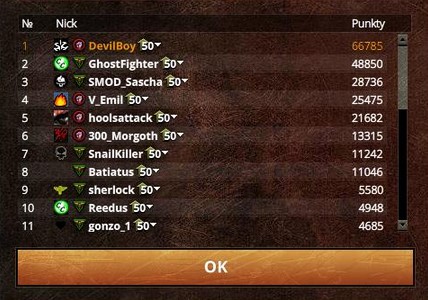 № Nick Punkty
1 DevilBoy 50 66785
2 GhostFighter 50 48850
3 SMOD_Sascha 50 28736
4 V_Emil 50 25475
5 hoolsattack 50 21682
6 300_Morgoth 50 13315
7 SnailKiller 50 11242
8 Batiatus 50 11046
9 sherlock 50 5580
10 Reedus 50 4948
11 gonzo_1 50 4685
OK